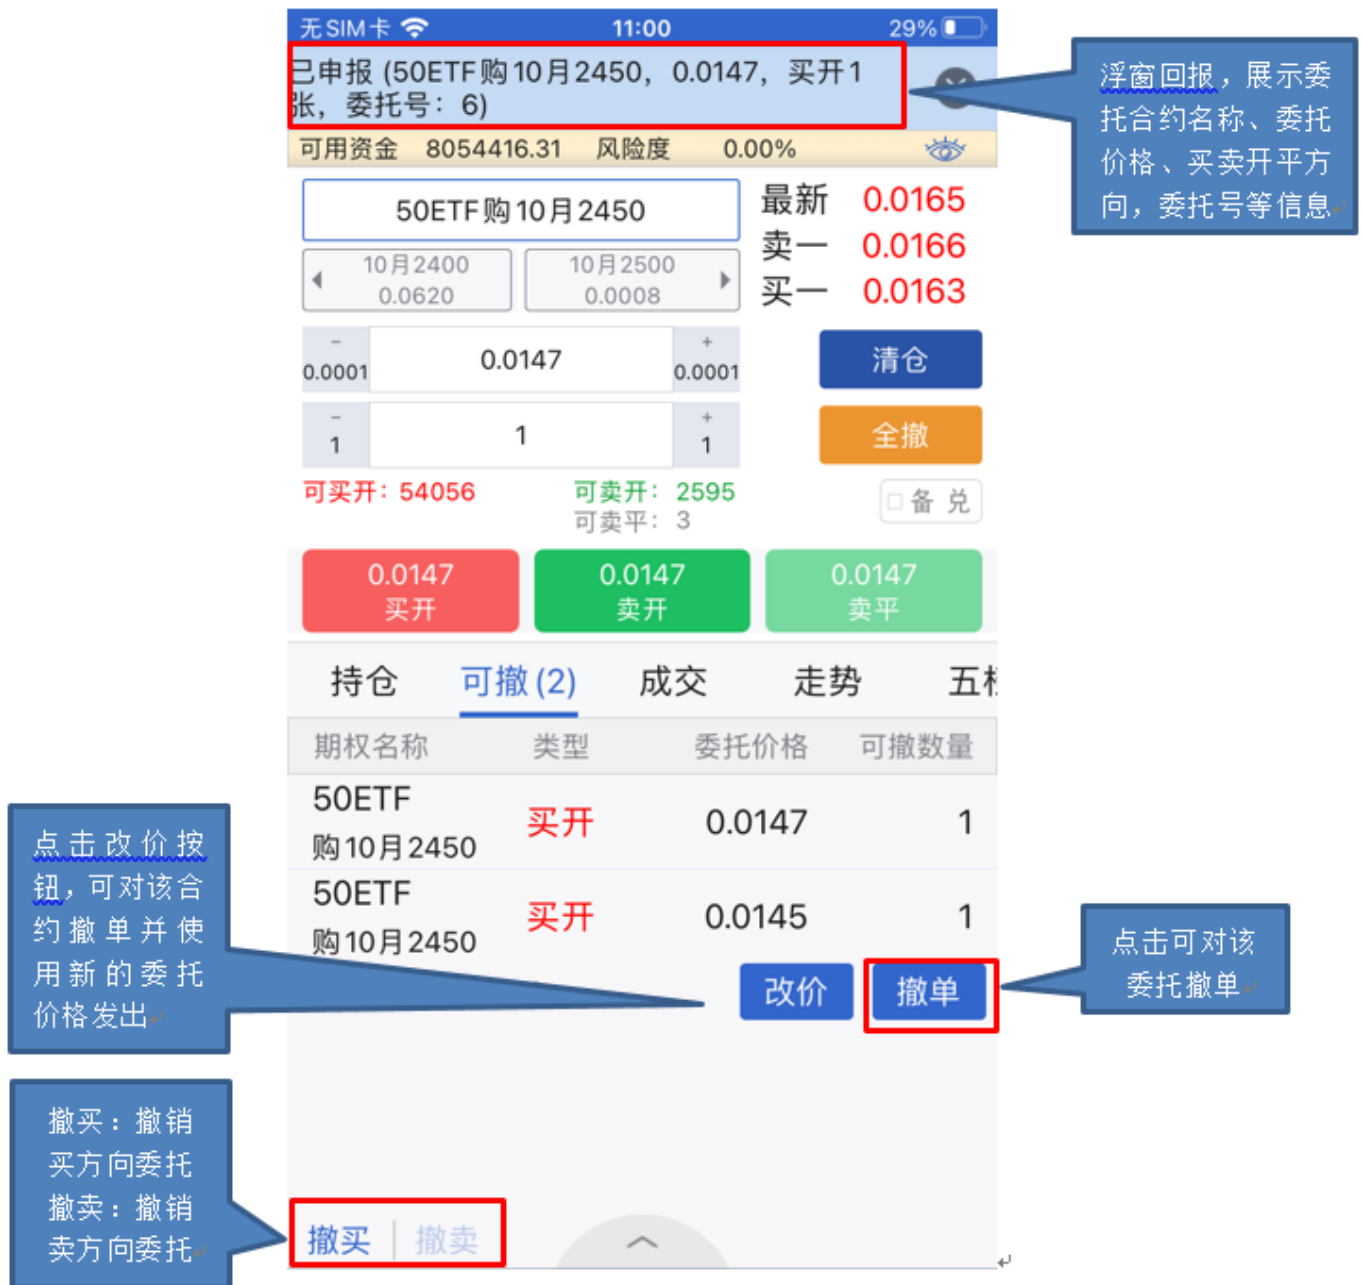 无SIM卡 11:00 29%
已申报 (50ETF购10月2450，0.0147，买开1
张，委托号：6)
可用资金 8054416.31 风险度 0.00%
浮窗回报，展示委
托合约名称、委托
价格、买卖开平方
向，委托号等信息
50ETF购10月2450
最新 0.0165
卖一 0.0166
买一 0.0163
10月2400 10月2500
0.0620 0.0008
－ 0.0147 +
0.0001 0.0001
清仓
－ 1 +
1 1
全撤
可买开：54056 可卖开：2595
可卖平：3
备 兑
0.0147 0.0147 0.0147
买开 卖开 卖平
持仓 可撤(2) 成交 走势 五
期权名称 类型 委托价格 可撤数量
50ETF
购10月2450 买开 0.0147 1
50ETF
购10月2450 买开 0.0145 1
改价 撤单
点击改价按
钮，可对该合
约撤单并使
用新的委托
价格发出
点击可对该
委托撤单
撤买：撤销
买方向委托
撤卖：撤销
卖方向委托
撤买 撤卖